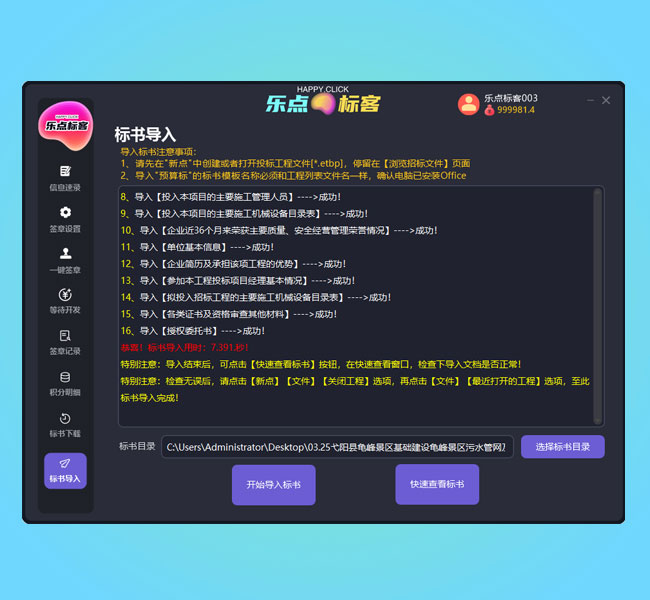 HAPPY.CLICK
乐点 标客
乐点标客003
999981.4
HAPPY.CLICK
乐点标客
标书导入
导入标书注意事项:
1、请先在"新点"中创建或者打开投标工程文件[*.etbp]，停留在【浏览招标文件】页面
2、导入"预算标"的标书模板名称必须和工程列表文件名一样，确认电脑已安装Office
信息速录
签章设置
一键签章
等待开发
签章记录
积分明细
标书下载
标书导入
8、导入【投入本项目的主要施工管理人员】---->成功!
9、导入【投入本项目的主要施工机械设备目录表】---->成功!
10、导入【企业近36个月来荣获主要质量、安全经营管理荣誉情况】---->成功!
11、导入【单位基本信息】---->成功!
12、导入【企业简历及承担该项工程的优势】---->成功!
13、导入【参加本工程投标项目经理基本情况】---->成功!
14、导入【拟投入招标工程的主要施工机械设备目录表】---->成功!
15、导入【各类证书及资格审查其他材料】---->成功!
16、导入【授权委托书】---->成功!
恭喜！标书导入用时：7.391.秒！
特别注意：导入结束后，可点击【快速查看标书】按钮，在快速查看窗口，检查下导入文档是否正常!
特别注意：检查无误后，请点击【新点】【文件】【关闭工程】选项，再点击【文件】【最近打开的工程】选项，至此
标书导入完成!
标书目录
C:\Users\Administrator\Desktop\03.25弋阳县龟峰景区基础建设龟峰景区污水管网
选择标书目录
开始导入标书
快速查看标书